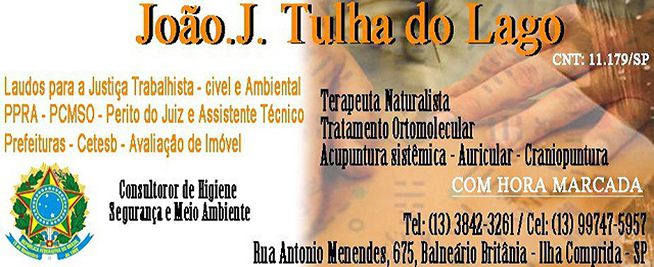 João.J. Tulha do Lago
CNT: 11.179/SP
Laudos para a Justiça Trabalhista - civel e Ambiental
PPRA - PCMSO - Perito do Juiz e Assistente Técnico
Prefeituras - Cetesb - Avaliação de Imóvel
Terapeuta Naturalista
Tratamento Ortomolecular
Acupuntura sistêmica - Auricular - Craniopuntura
COM HORA MARCADA
Consultoror de Higiene
Segurança e Meio Ambiente
Tel: (13) 3842-3261 / Cel: (13) 99747-5957
Rua Antonio Menendes, 675, Balneário Britânia - Ilha Comprida - SP